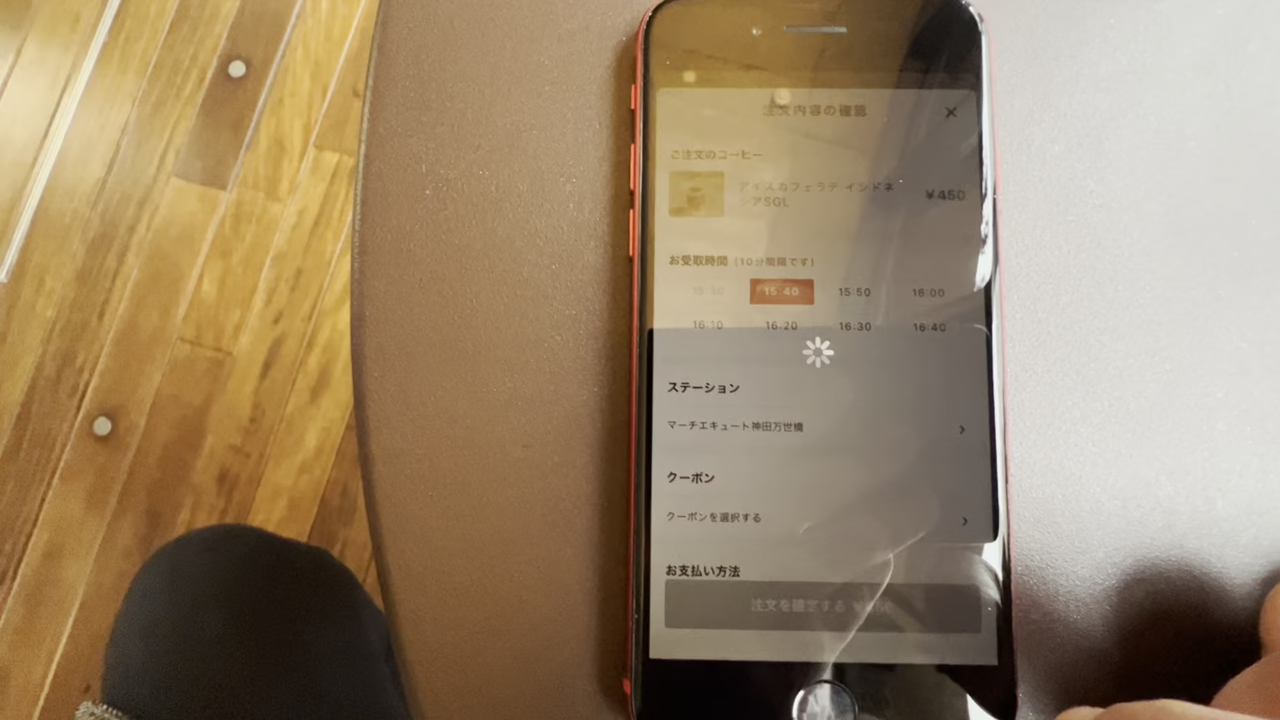 注文内容の確認
ご注文のコーヒー
アイスカフェラテ インドネ
シアSGL
¥450
お受取時間 (10分間隔です)
15:40 15:50 16:00
16:10 16:20 16:30 16:40
ステーション
マーチエキュート神田万世橋
クーポン
クーポンを選択する
お支払い方法
注文を確定する